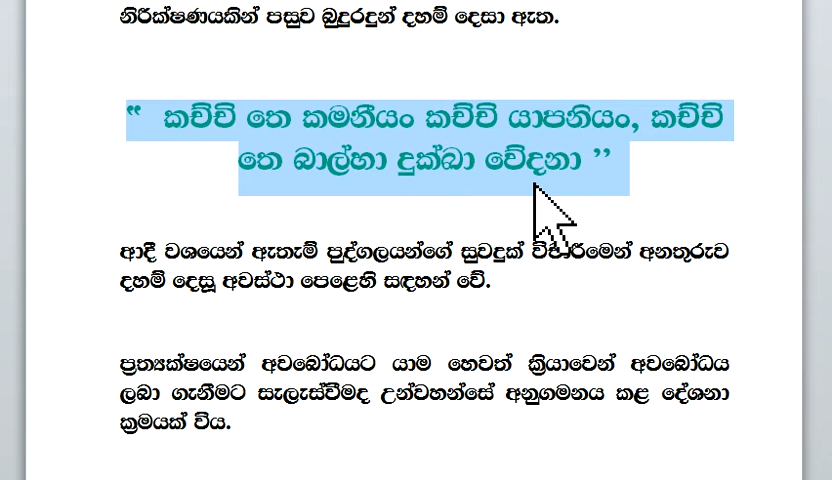 නිරීක්ෂණයකින් පසුව බුදුරදුන් දහම් දෙසා ඇත.
“ කච්චි තෙ කමනීයං කච්චි යාපනියං, කච්චි
තෙ බාල්හා දුක්ඛා වේදනා ’’
ආදී වශයෙන් ඇතැම් පුද්ගලයන්ගේ සුවදුක් විචාරීමෙන් අනතුරුව
දහම් දෙසූ අවස්ථා පෙළෙහි සඳහන් වේ.
ප්‍රත්‍යක්ෂයෙන් අවබෝධයට යාම හෙවත් ක්‍රියාවෙන් අවබෝධය
ලබා ගැනීමට සැලැස්වීමද උන්වහන්සේ අනුගමනය කළ දේශනා
ක්‍රමයක් විය.